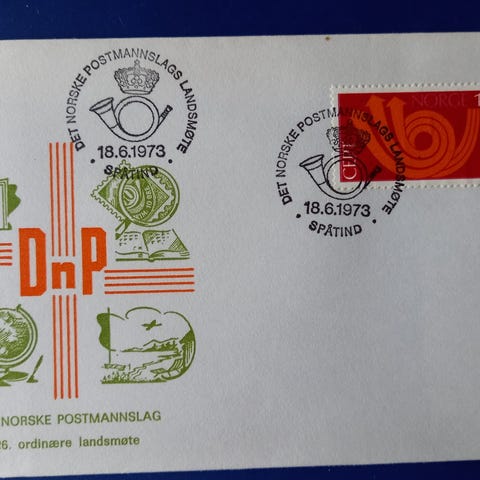 DET NORSKE POSTMANNSLAGS LANDSMØTE
18.6.1973
SPÅTIND
DET NORSKE POSTMANNSLAGS LANDSMØTE
18.6.1973
SPÅTIND
NORGE 1
CEPT
DnP
NORSKE POSTMANNSLAG
26. ordinære landsmøte